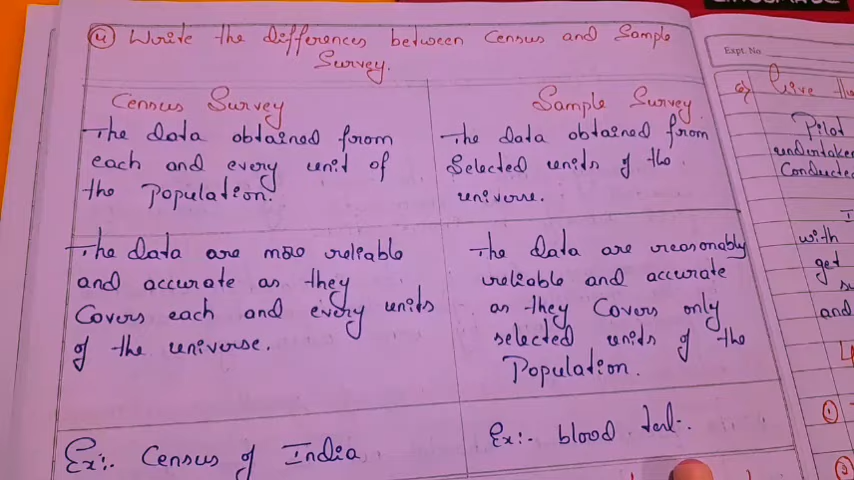 4) Write the differences between Census and Sample
Survey.
Census Survey
The data obtained from
each and every unit of
the Population.
Sample Survey.
The data obtained from
Selected units of the
universe.
The data are more reliable
and accurate as they
Covers each and every units
of the universe.
The data are reasonably
reliable and accurate
as they Covers only
selected units of the
Population.
Ex:- Census of India
Ex:- blood test.
Expt. No
Give the
Pilot
undertaken
Conducted
with
get
and
1
2